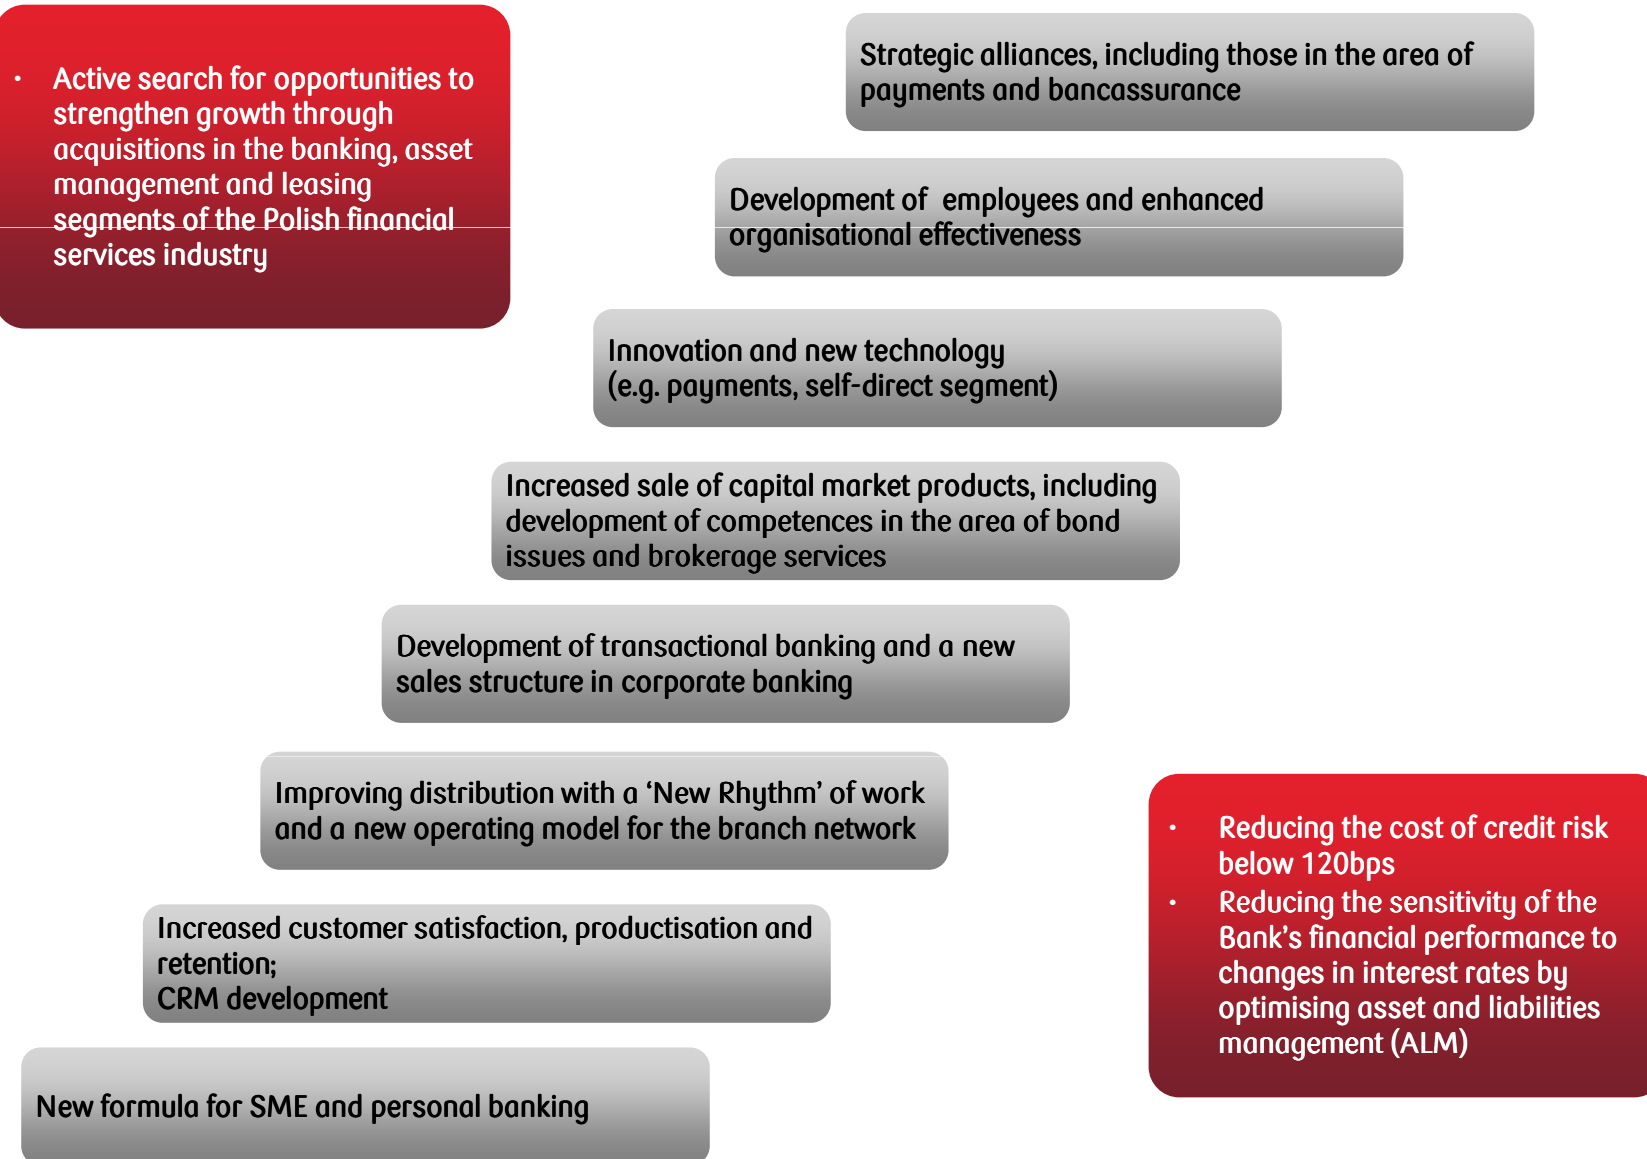 • Active search for opportunities to
strengthen growth through
acquisitions in the banking, asset
management and leasing
segments of the Polish financial
services industry
Strategic alliances, including those in the area of
payments and bancassurance
Development of employees and enhanced
organisational effectiveness
Innovation and new technology
(e.g. payments, self-direct segment)
Increased sale of capital market products, including
development of competences in the area of bond
issues and brokerage services
Development of transactional banking and a new
sales structure in corporate banking
Improving distribution with a ‘New Rhythm’ of work
and a new operating model for the branch network
Increased customer satisfaction, productisation and
retention;
CRM development
New formula for SME and personal banking
• Reducing the cost of credit risk
below 120bps
• Reducing the sensitivity of the
Bank’s financial performance to
changes in interest rates by
optimising asset and liabilities
management (ALM)